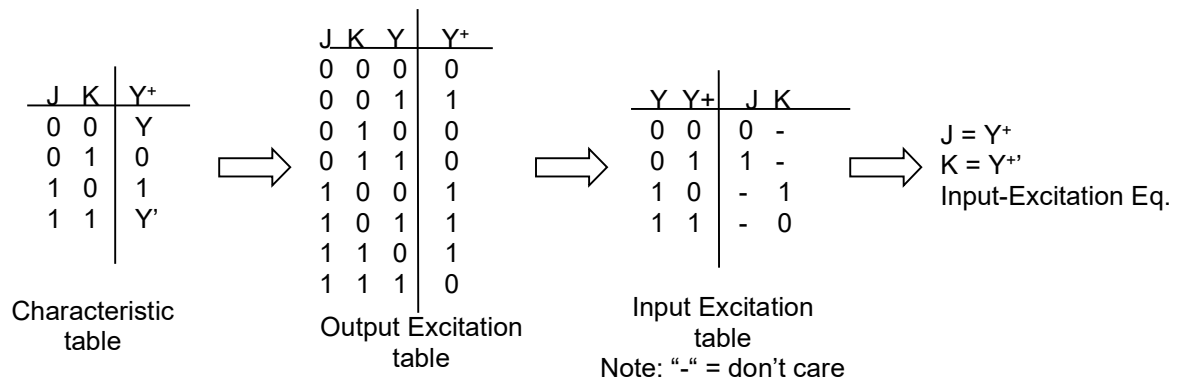 J K Y+
0 0 Y
0 1 0
1 0 1
1 1 Y’
Characteristic
table
J K Y Y+
0 0 0 0
0 0 1 1
0 1 0 0
0 1 1 0
1 0 0 1
1 0 1 1
1 1 0 1
1 1 1 0
Output Excitation
table
Y Y+ J K
0 0 0 -
0 1 1 -
1 0 - 1
1 1 - 0
Input Excitation
table
Note: “-“ = don’t care
J = Y+
K = Y+’
Input-Excitation Eq.